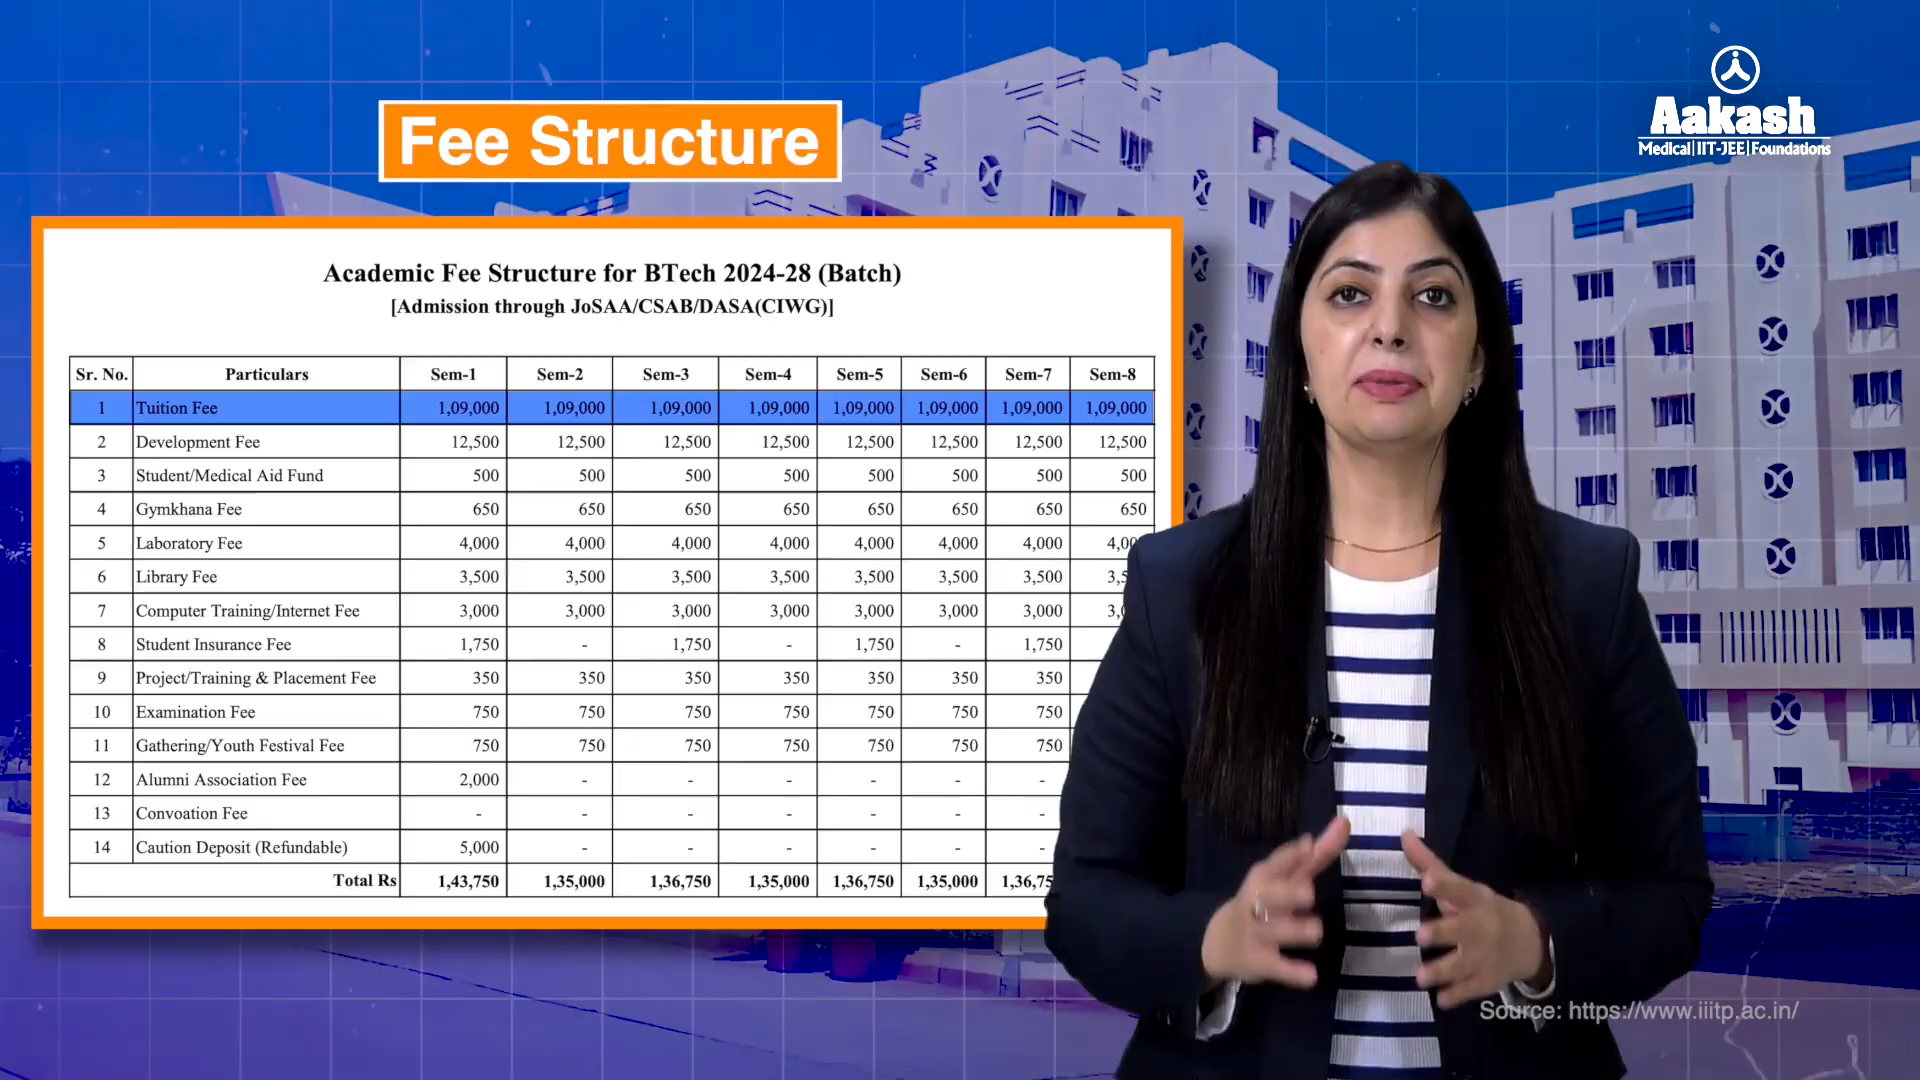 Aakash
Medical|IIT-JEE|Foundations
Fee Structure
Academic Fee Structure for BTech 2024-28 (Batch)
[Admission through JoSAA/CSAB/DASA(CIWG)]
Sr. No. Particulars Sem-1 Sem-2 Sem-3 Sem-4 Sem-5 Sem-6 Sem-7 Sem-8
1 Tuition Fee 1,09,000 1,09,000 1,09,000 1,09,000 1,09,000 1,09,000 1,09,000 1,09,000
2 Development Fee 12,500 12,500 12,500 12,500 12,500 12,500 12,500 12,500
3 Student/Medical Aid Fund 500 500 500 500 500 500 500 500
4 Gymkhana Fee 650 650 650 650 650 650 650 650
5 Laboratory Fee 4,000 4,000 4,000 4,000 4,000 4,000 4,000
6 Library Fee 3,500 3,500 3,500 3,500 3,500 3,500 3,500
7 Computer Training/Internet Fee 3,000 3,000 3,000 3,000 3,000 3,000 3,000
8 Student Insurance Fee 1,750 - 1,750 - 1,750 - 1,750
9 Project/Training & Placement Fee 350 350 350 350 350 350 350
10 Examination Fee 750 750 750 750 750 750 750
11 Gathering/Youth Festival Fee 750 750 750 750 750 750 750
12 Alumni Association Fee 2,000 - - - - - -
13 Convoation Fee - - - - - - -
14 Caution Deposit (Refundable) 5,000 - - - - - -
Total Rs 1,43,750 1,35,000 1,36,750 1,35,000 1,36,750 1,35,000
Source: https://www.iiitp.ac.in/